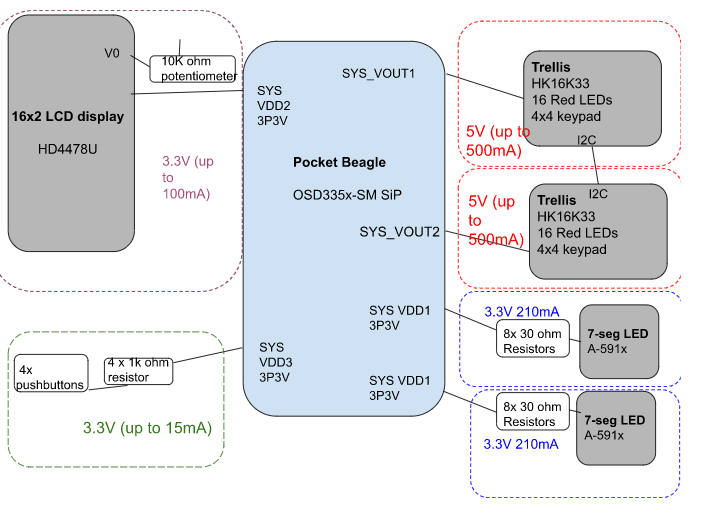 V0
10K ohm
potentiometer
16x2 LCD display
HD4478U
3.3V (up
to
100mA)
SYS
VDD2
3P3V
SYS_VOUT1
Pocket Beagle
OSD335x-SM SiP
SYS_VOUT2
SYS VDD1
3P3V
SYS
VDD3
3P3V
SYS VDD1
3P3V
Trellis
HK16K33
16 Red LEDs
4x4 keypad
I2C
5V (up to
500mA)
I2C
Trellis
HK16K33
16 Red LEDs
4x4 keypad
5V (up
to
500mA)
3.3V 210mA
8x 30 ohm
Resistors
7-seg LED
A-591x
8x 30 ohm
Resistors
7-seg LED
A-591x
3.3V 210mA
4x
pushbuttons
4 x 1k ohm
resistor
3.3V (up to 15mA)